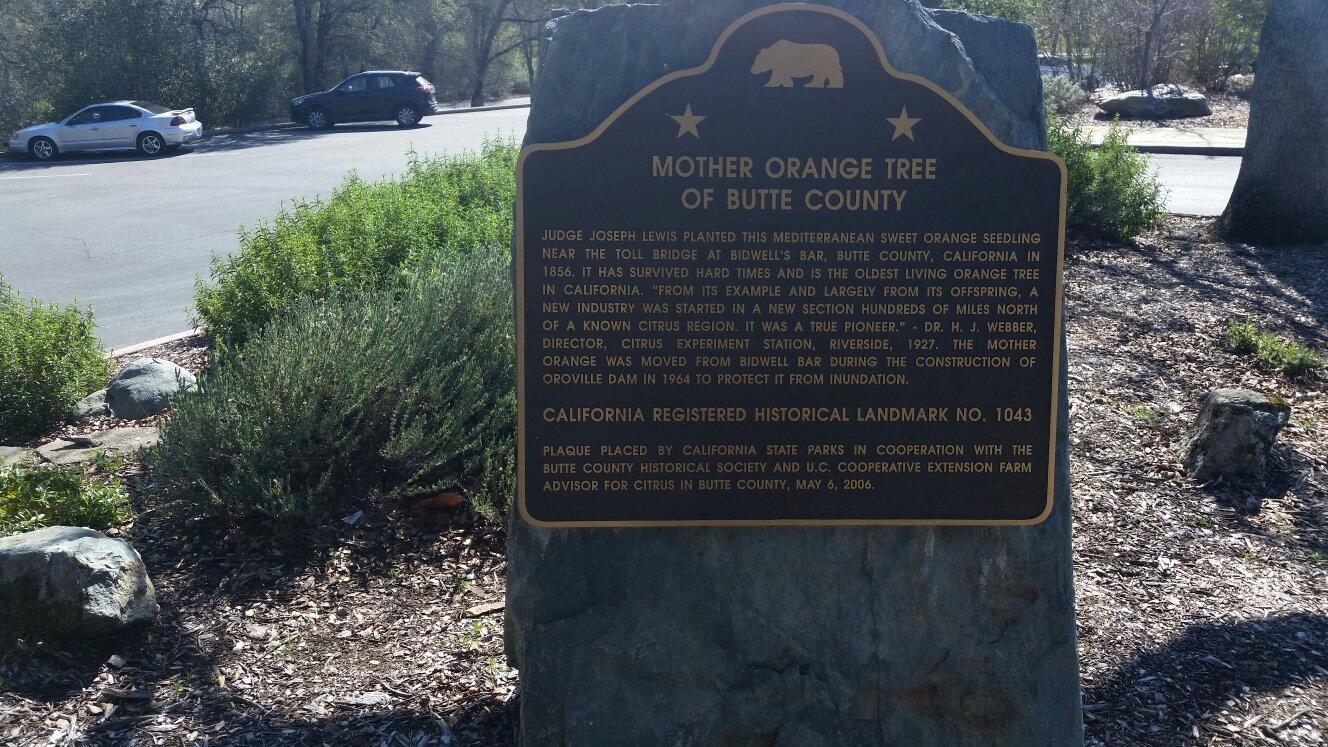 MOTHER ORANGE TREE
OF BUTTE COUNTY
JUDGE JOSEPH LEWIS PLANTED THIS MEDITERRANEAN SWEET ORANGE SEEDLING
NEAR THE TOLL BRIDGE AT BIDWELL'S BAR, BUTTE COUNTY, CALIFORNIA IN
1856. IT HAS SURVIVED HARD TIMES AND IS THE OLDEST LIVING ORANGE TREE
IN CALIFORNIA. "FROM ITS EXAMPLE AND LARGELY FROM ITS OFFSPRING, A
NEW INDUSTRY WAS STARTED IN A NEW SECTION HUNDREDS OF MILES NORTH
OF A KNOWN CITRUS REGION. IT WAS A TRUE PIONEER." - DR. H. J. WEBBER,
DIRECTOR, CITRUS EXPERIMENT STATION, RIVERSIDE, 1927. THE MOTHER
ORANGE WAS MOVED FROM BIDWELL BAR DURING THE CONSTRUCTION OF
OROVILLE DAM IN 1964 TO PROTECT IT FROM INUNDATION.
CALIFORNIA REGISTERED HISTORICAL LANDMARK NO. 1043
PLAQUE PLACED BY CALIFORNIA STATE PARKS IN COOPERATION WITH THE
BUTTE COUNTY HISTORICAL SOCIETY AND U.C. COOPERATIVE EXTENSION FARM
ADVISOR FOR CITRUS IN BUTTE COUNTY, MAY 6, 2006.